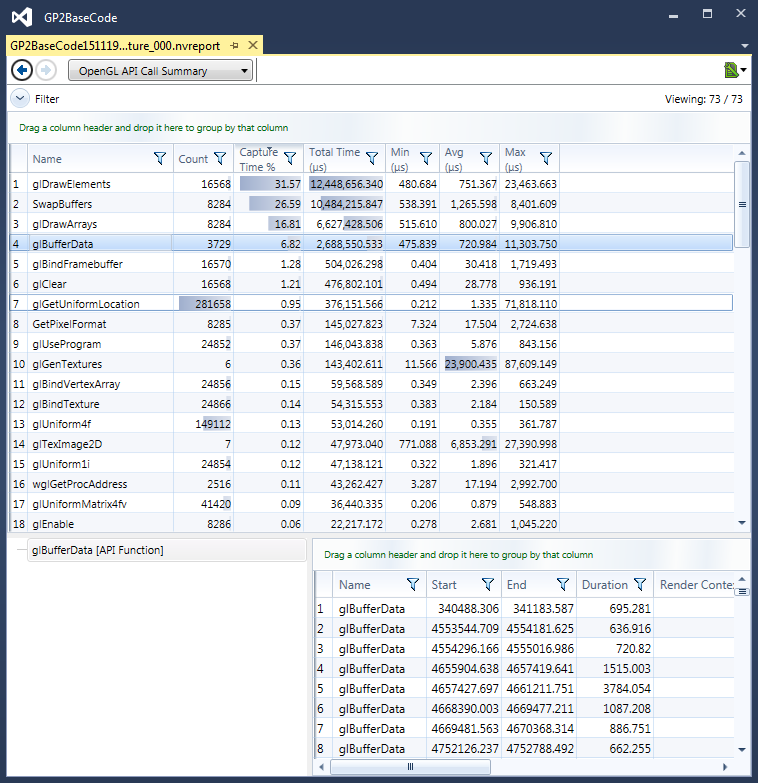 GP2BaseCode
GP2BaseCode151119...ture_000.nvreport
OpenGL API Call Summary
Filter Viewing: 73 / 73
Drag a column header and drop it here to group by that column
Name Count Capture Time % Total Time (µs) Min (µs) Avg (µs) Max (µs)
1 glDrawElements 16568 31.57 12,448,656.340 480.684 751.367 23,463.663
2 SwapBuffers 8284 26.59 10,484,215.847 538.391 1,265.598 8,401.609
3 glDrawArrays 8284 16.81 6,627,428.506 515.610 800.027 9,906.810
4 glBufferData 3729 6.82 2,688,550.533 475.839 720.984 11,303.750
5 glBindFramebuffer 16570 1.28 504,026.298 0.404 30.418 1,719.493
6 glClear 16568 1.21 476,802.101 0.494 28.778 936.191
7 glGetUniformLocation 281658 0.95 376,151.566 0.212 1.335 71,818.110
8 GetPixelFormat 8285 0.37 145,027.823 7.324 17.504 2,724.638
9 glUseProgram 24852 0.37 146,043.838 0.363 5.876 843.156
10 glGenTextures 6 0.36 143,402.611 11.566 23,900.435 87,609.149
11 glBindVertexArray 24856 0.15 59,568.589 0.349 2.396 663.249
12 glBindTexture 24866 0.14 54,315.553 0.383 2.184 150.589
13 glUniform4f 149112 0.13 53,014.260 0.191 0.355 361.787
14 glTexImage2D 7 0.12 47,973.040 771.088 6,853.291 27,390.998
15 glUniform1i 24854 0.12 47,138.121 0.322 1.896 321.417
16 wglGetProcAddress 2516 0.11 43,262.427 3.287 17.194 2,992.700
17 glUniformMatrix4fv 41420 0.09 36,440.335 0.206 0.879 548.883
18 glEnable 8286 0.06 22,217.172 0.278 2.681 1,045.220
glBufferData [API Function]
Drag a column header and drop it here to group by that column
Name Start End Duration Render Conte
1 glBufferData 340488.306 341183.587 695.281
2 glBufferData 4553544.709 4554181.625 636.916
3 glBufferData 4554296.166 4555016.986 720.82
4 glBufferData 4655904.638 4657419.641 1515.003
5 glBufferData 4657427.697 4661211.751 3784.054
6 glBufferData 4668390.003 4669477.211 1087.208
7 glBufferData 4669481.563 4670368.314 886.751
8 glBufferData 4752126.237 4752788.492 662.255